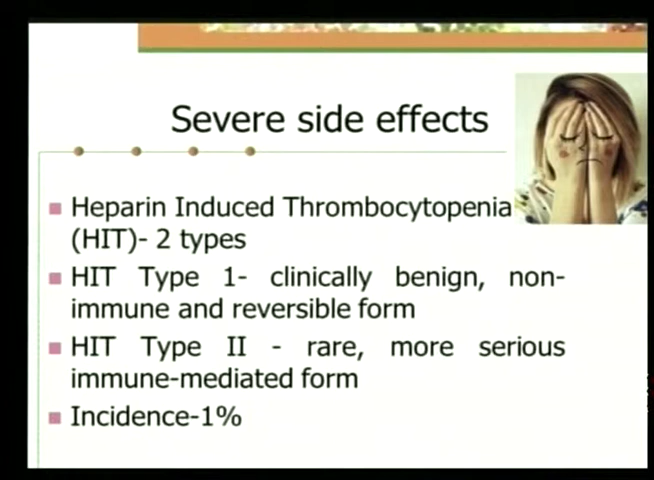 Severe side effects
Heparin Induced Thrombocytopenia
(HIT)- 2 types
HIT Type 1- clinically benign, non-
immune and reversible form
HIT Type II - rare, more serious
immune-mediated form
Incidence-1%